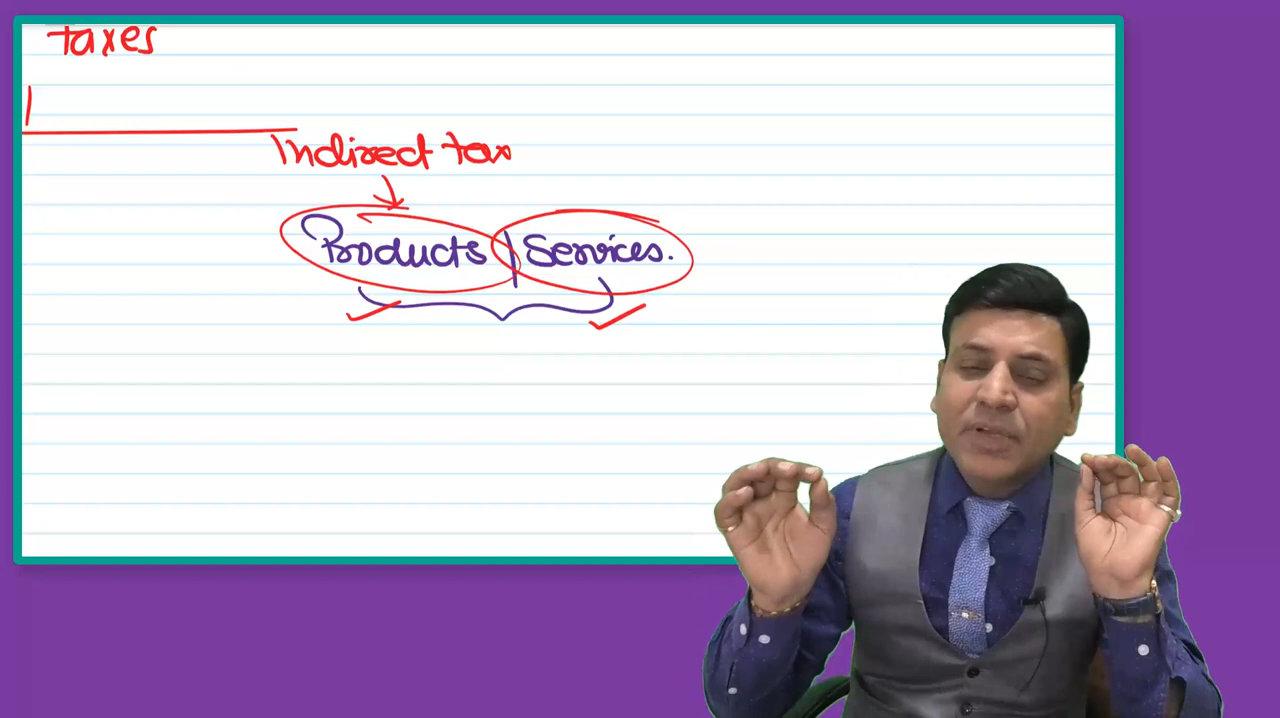 taxes
Indirect tax
Products | Services.